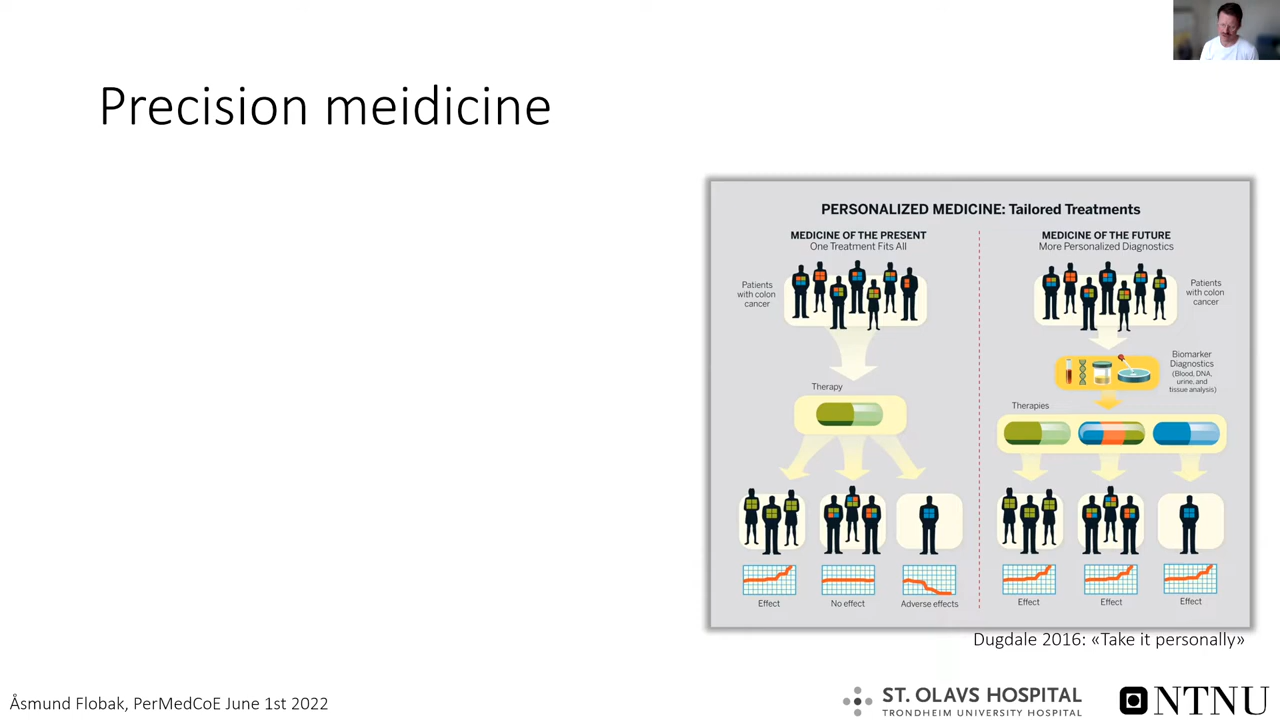 Precision meidicine
PERSONALIZED MEDICINE: Tailored Treatments
MEDICINE OF THE PRESENT
One Treatment Fits All
Patients
with colon
cancer
Therapy
Effect
No effect
Adverse effects
MEDICINE OF THE FUTURE
More Personalized Diagnostics
Patients
with colon
cancer
Biomarker
Diagnostics
(Blood, DNA,
urine, and
tissue analysis)
Therapies
Effect
Effect
Effect
Dugdale 2016: «Take it personally»
Åsmund Flobak, PerMedCoE June 1st 2022
ST. OLAVS HOSPITAL
TRONDHEIM UNIVERSITY HOSPITAL
NTNU